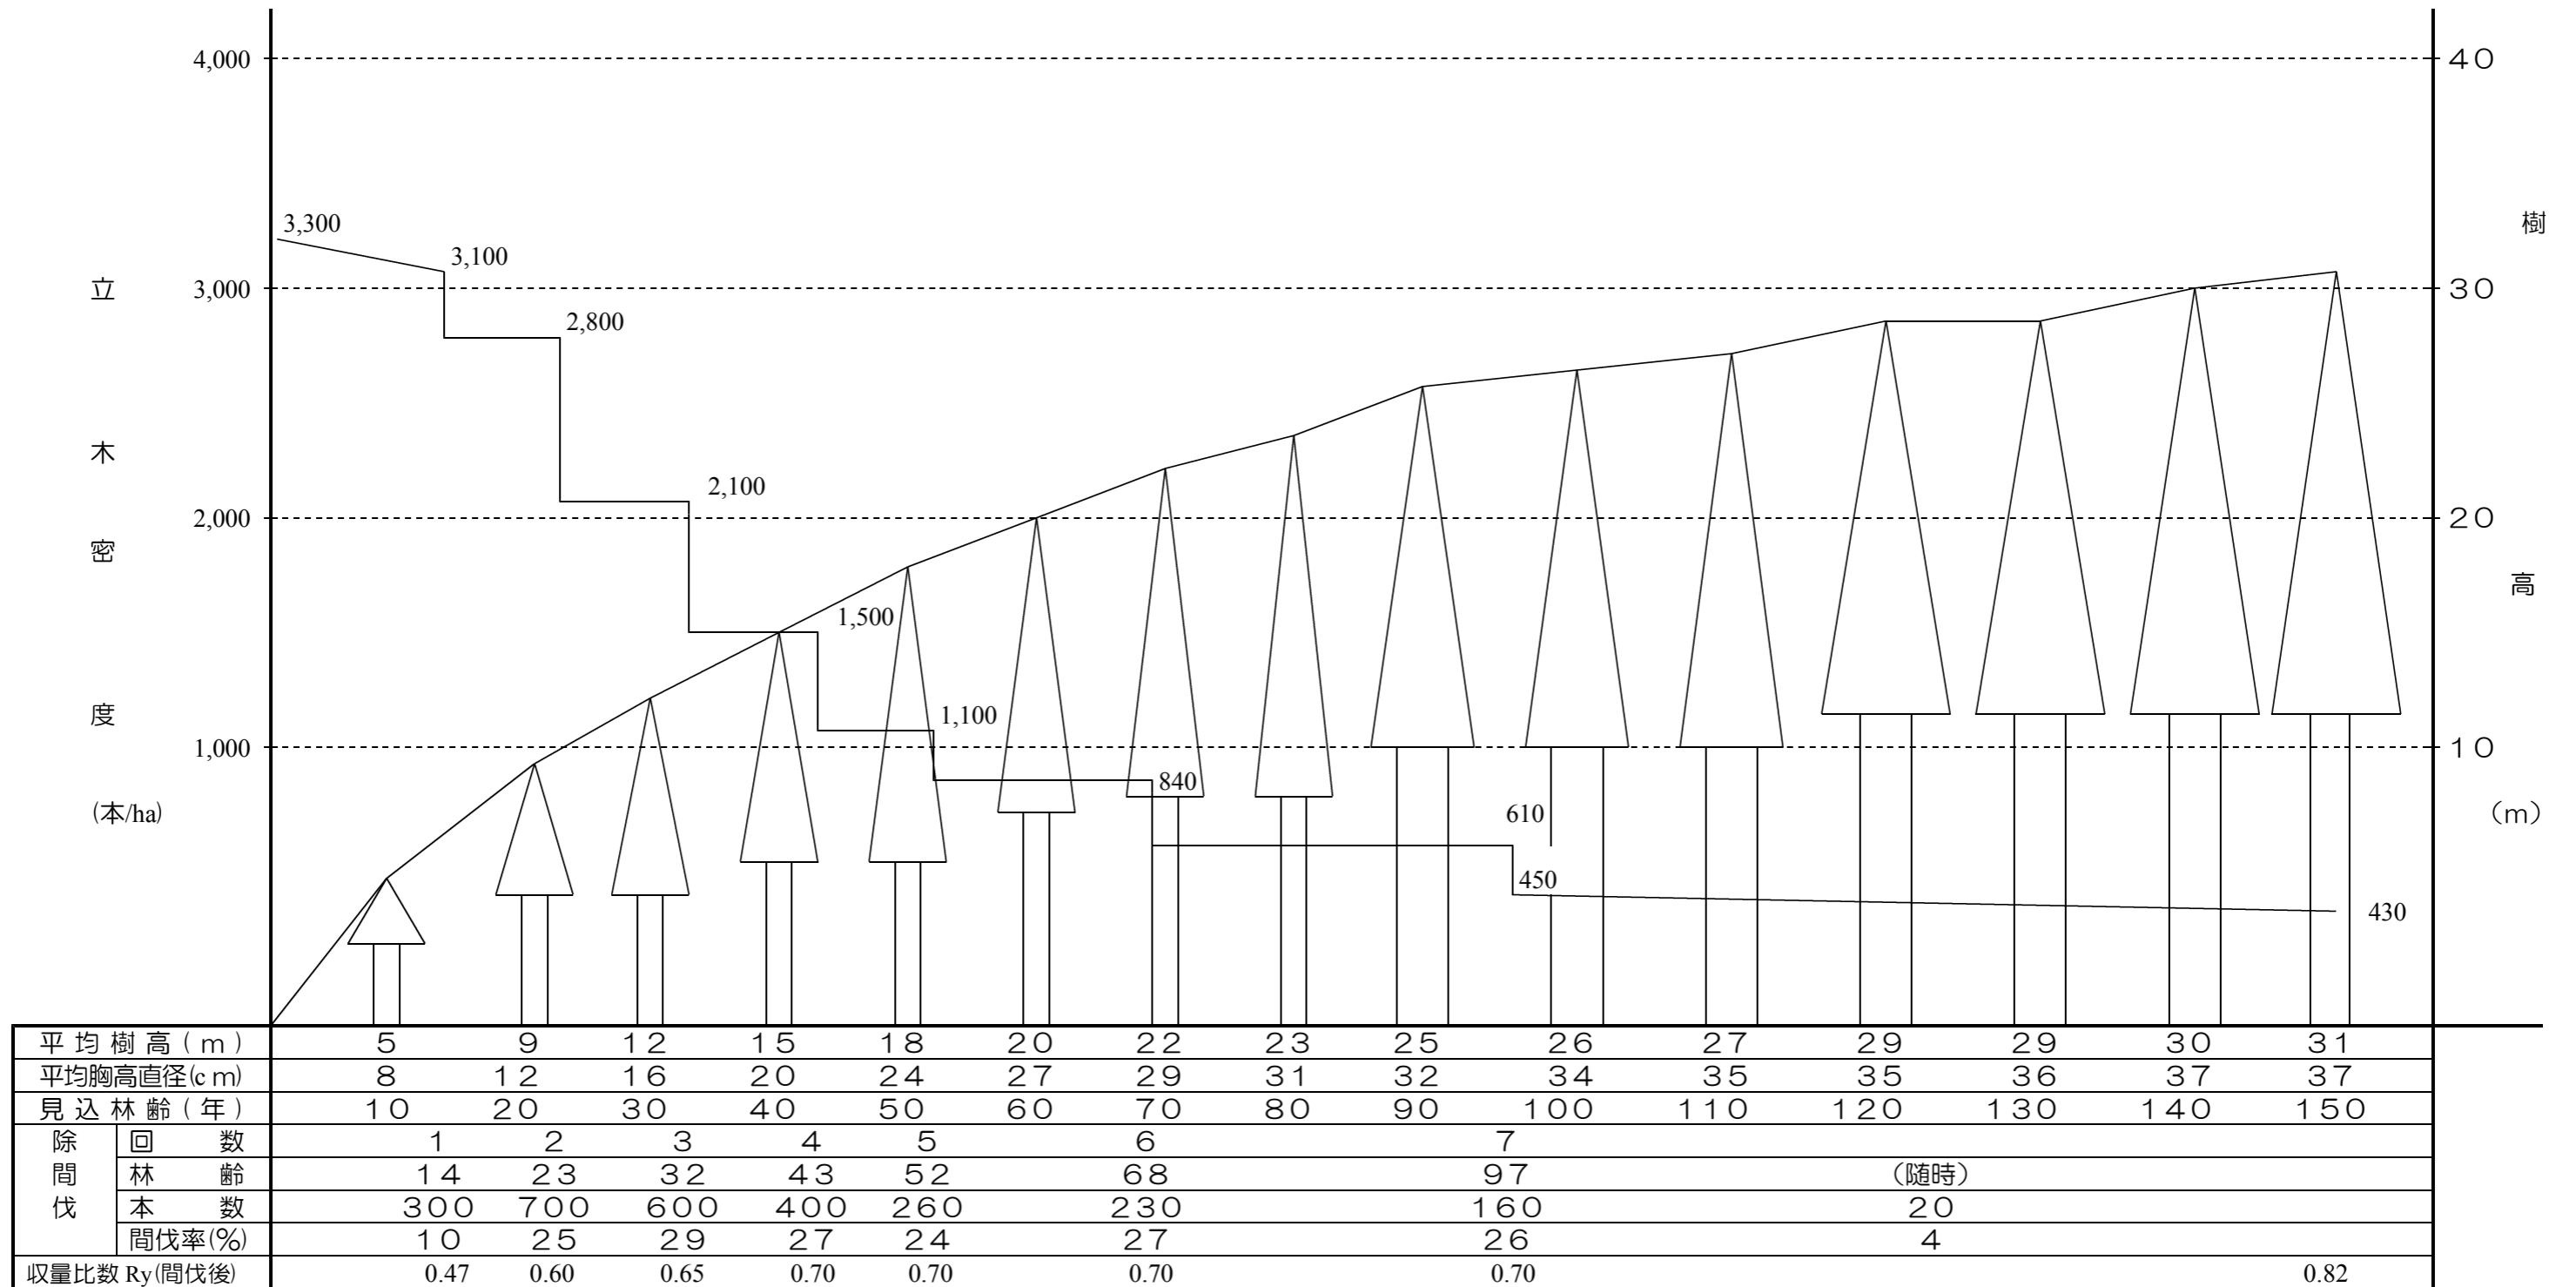 4,000
40
3,300
樹
3,100
立
3,000
30
2,800
木
2,100
密
2,000
20
高
1,500
度
1,100
1,000
10
840
(本/ha)
610
(m)
450
430
平均樹高(m) 5 9 12 15 18 20 22 23 25 26 27 29 29 30 31
平均胸高直径(cm) 8 12 16 20 24 27 29 31 32 34 35 35 36 37 37
見込林齢(年) 10 20 30 40 50 60 70 80 90 100 110 120 130 140 150
除間伐
回数 1 2 3 4 5 6 7
林齢 14 23 32 43 52 68 97 (随時)
本数 300 700 600 400 260 230 160 20
間伐率(%) 10 25 29 27 24 27 26 4
収量比数 Ry(間伐後) 0.47 0.60 0.65 0.70 0.70 0.70 0.70 0.82